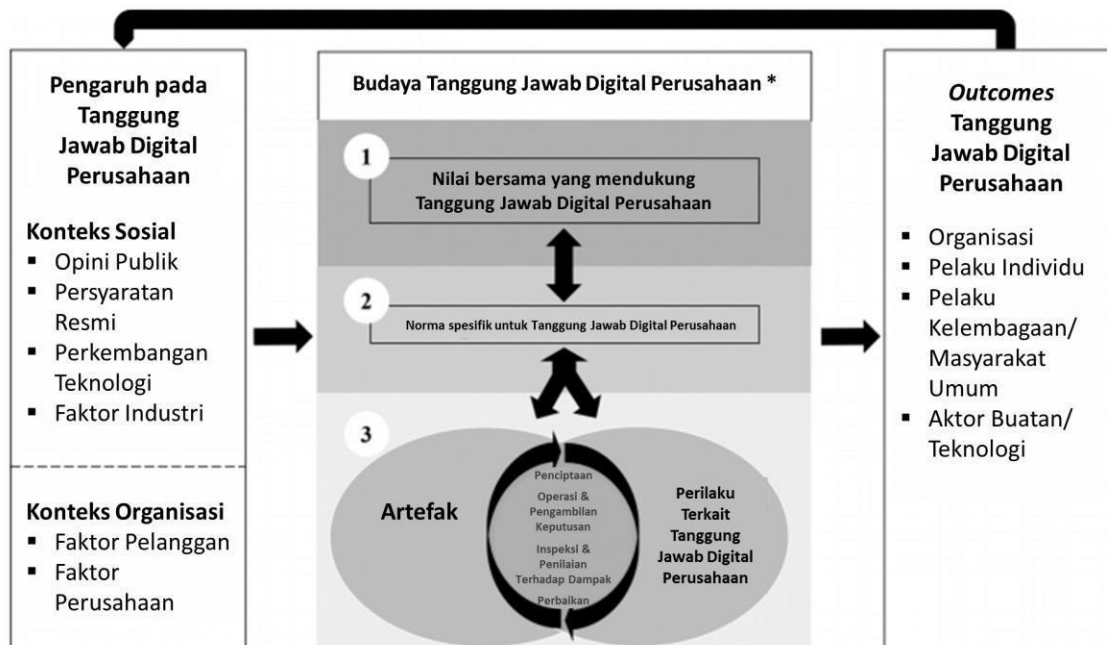 Pengaruh pada
Tanggung
Jawab Digital
Perusahaan
Konteks Sosial
▪ Opini Publik
▪ Persyaratan
Resmi
▪ Perkembangan
Teknologi
▪ Faktor Industri
Konteks Organisasi
▪ Faktor Pelanggan
▪ Faktor
Perusahaan
Budaya Tanggung Jawab Digital Perusahaan *
1
Nilai bersama yang mendukung
Tanggung Jawab Digital Perusahaan
2
Norma spesifik untuk Tanggung Jawab Digital Perusahaan
3
Artefak
Penciptaan
Operasi &
Pengambilan
Keputusan
Inspeksi &
Penilaian
Terhadap Dampak
Perbaikan
Perilaku
Terkait
Tanggung
Jawab Digital
Perusahaan
Outcomes
Tanggung
Jawab Digital
Perusahaan
▪ Organisasi
▪ Pelaku Individu
▪ Pelaku
Kelembagaan/
Masyarakat
Umum
▪ Aktor Buatan/
Teknologi